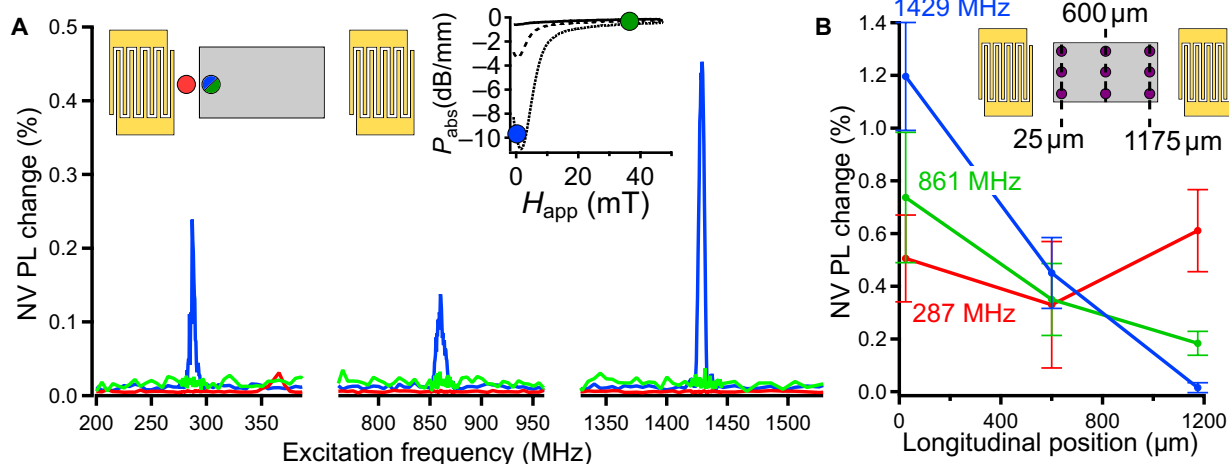 A
NV PL change (%)
0.5
0.4
0.3
0.2
0.1
0.0
200 250 300 350
800 850 900 950
1350 1400 1450 1500
Excitation frequency (MHz)
P_abs (dB/mm)
0
−2
−4
−6
−8
−10
0 20 40
H_app (mT)
B
NV PL change (%)
1.4
1.2
1.0
0.8
0.6
0.4
0.2
0.0
0 400 800 1200
Longitudinal position (µm)
1429 MHz
861 MHz
287 MHz
600 µm
25 µm
1175 µm